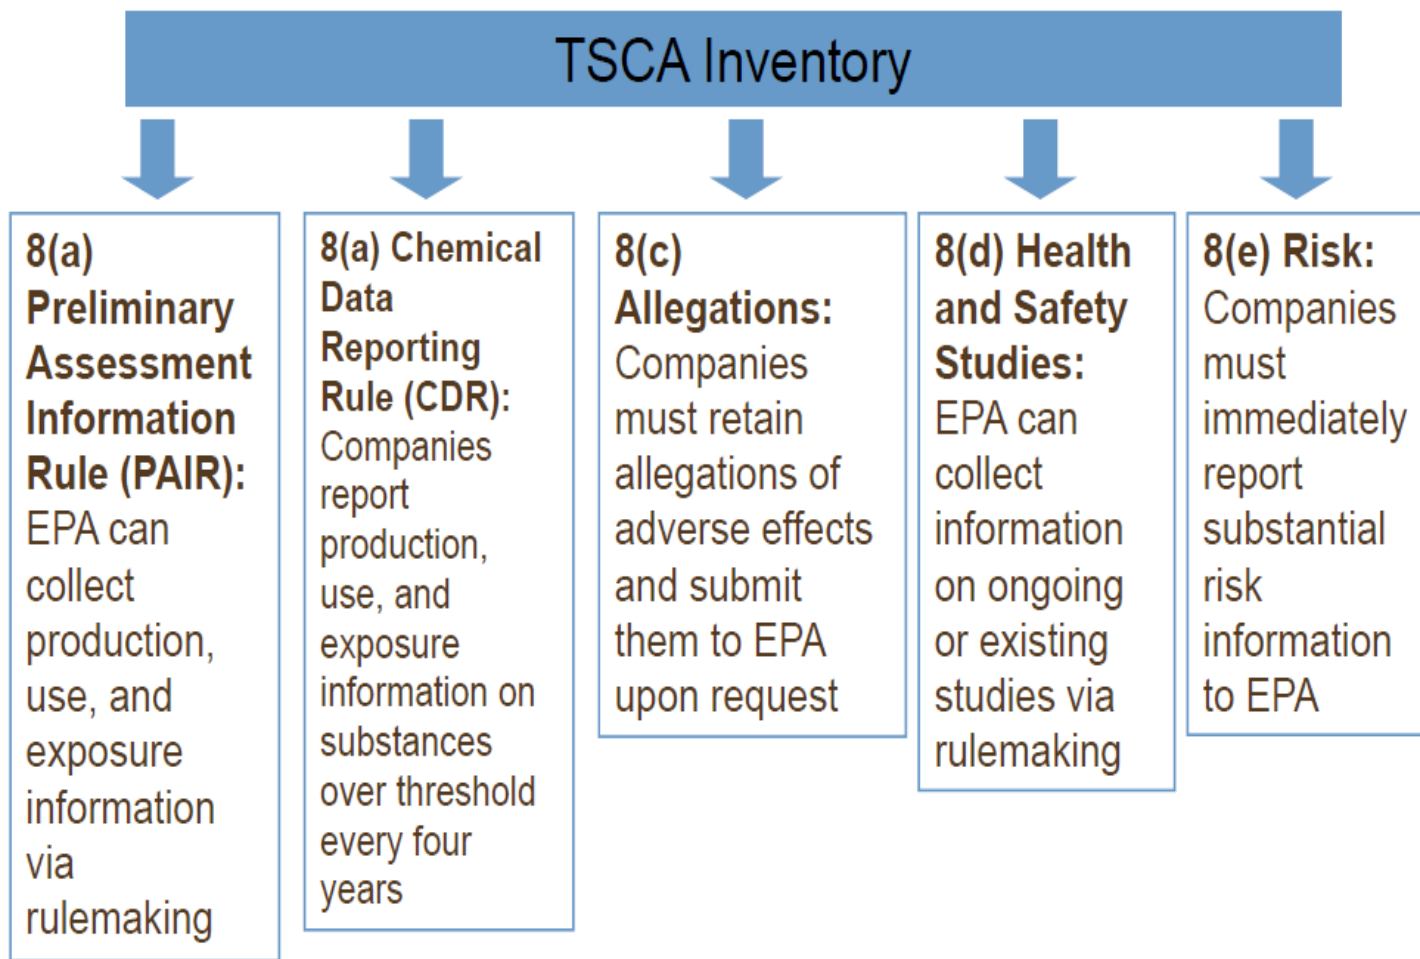 TSCA Inventory
8(a)
Preliminary
Assessment
Information
Rule (PAIR):
EPA can
collect
production,
use, and
exposure
information
via
rulemaking
8(a) Chemical
Data
Reporting
Rule (CDR):
Companies
report
production,
use, and
exposure
information on
substances
over threshold
every four
years
8(c)
Allegations:
Companies
must retain
allegations of
adverse effects
and submit
them to EPA
upon request
8(d) Health
and Safety
Studies:
EPA can
collect
information
on ongoing
or existing
studies via
rulemaking
8(e) Risk:
Companies
must
immediately
report
substantial
risk
information
to EPA